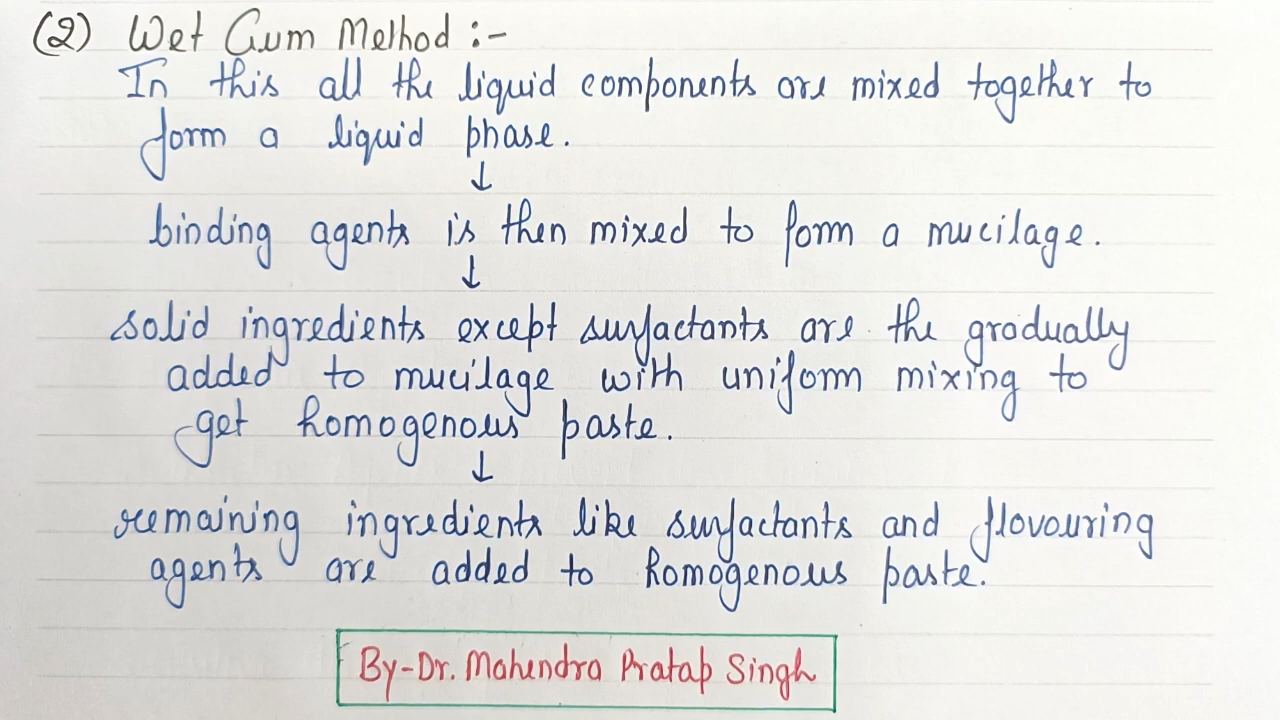 (2) Wet Gum Method :-
In this all the liquid components are mixed together to
form a liquid phase.
↓
binding agents is then mixed to form a mucilage.
↓
solid ingredients except surfactants are the gradually
added to mucilage with uniform mixing to
get homogenous paste.
↓
remaining ingredients like surfactants and flovouring
agents are added to homogenous paste.
By-Dr. Mahendra Pratap Singh